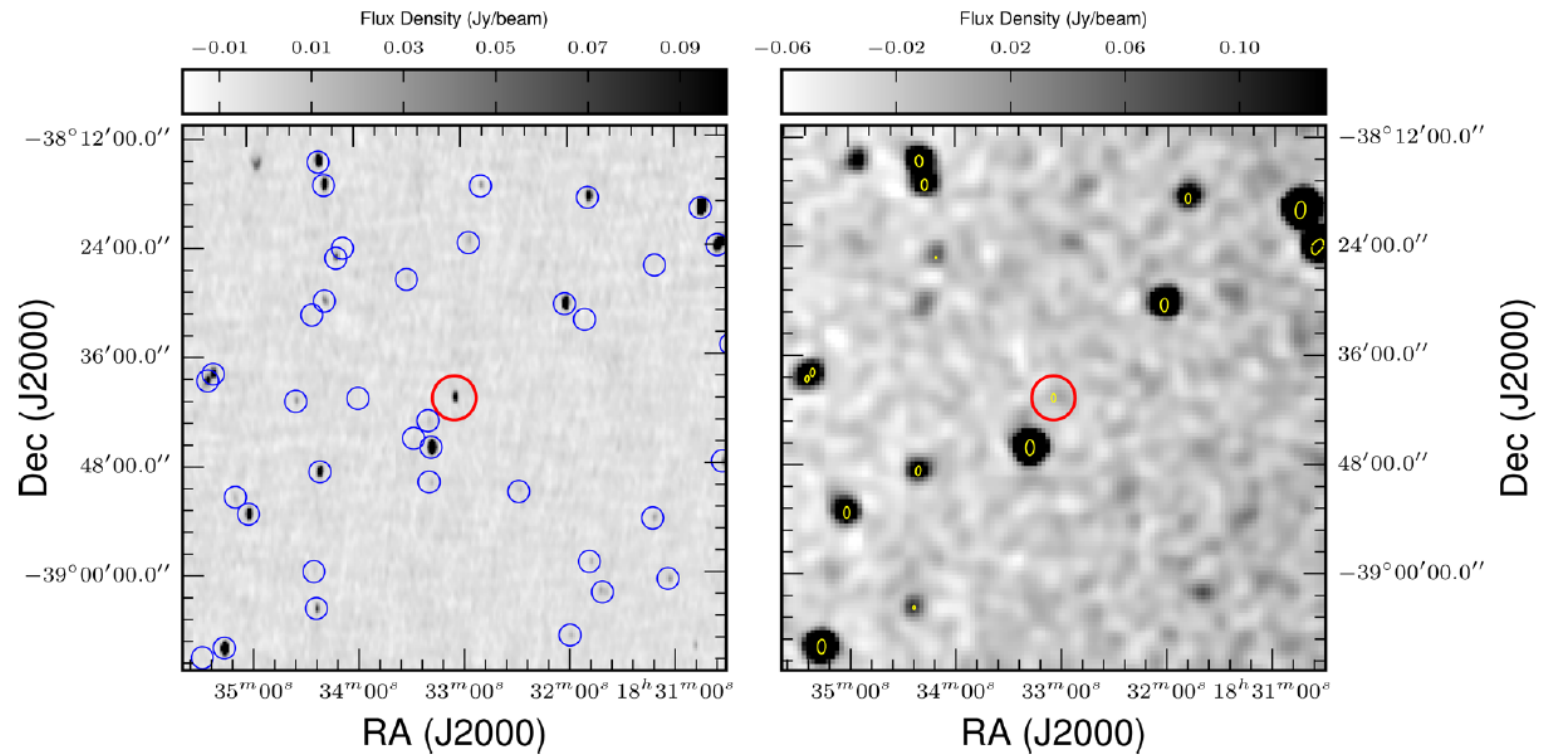 Flux Density (Jy/beam)
−0.01 0.01 0.03 0.05 0.07 0.09
Dec (J2000)
−38°12′00.0″
24′00.0″
36′00.0″
48′00.0″
−39°00′00.0″
35ᵐ00ˢ 34ᵐ00ˢ 33ᵐ00ˢ 32ᵐ00ˢ 18ʰ31ᵐ00ˢ
RA (J2000)
Flux Density (Jy/beam)
−0.06 −0.02 0.02 0.06 0.10
−38°12′00.0″
24′00.0″
36′00.0″
48′00.0″
−39°00′00.0″
Dec (J2000)
35ᵐ00ˢ 34ᵐ00ˢ 33ᵐ00ˢ 32ᵐ00ˢ 18ʰ31ᵐ00ˢ
RA (J2000)